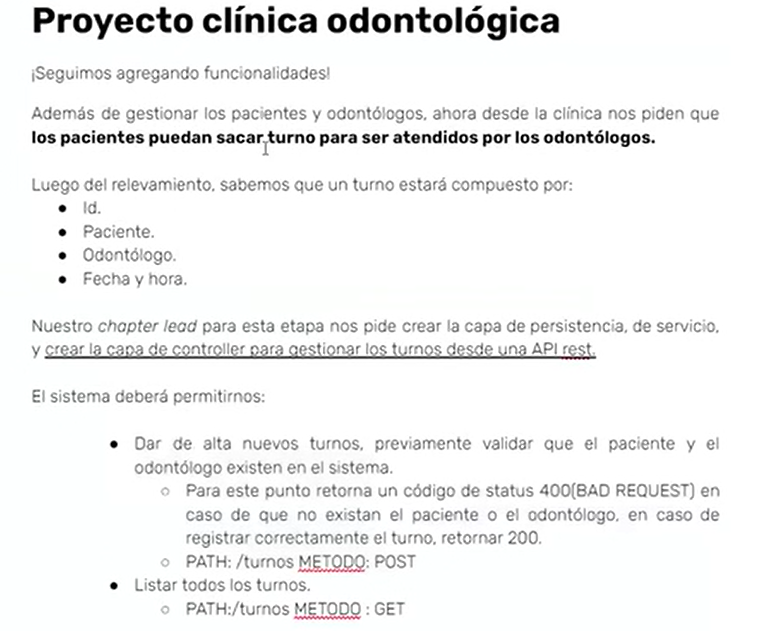 Proyecto clínica odontológica
¡Seguimos agregando funcionalidades!
Además de gestionar los pacientes y odontólogos, ahora desde la clínica nos piden que
los pacientes puedan sacar turno para ser atendidos por los odontólogos.
Luego del relevamiento, sabemos que un turno estará compuesto por:
● Id.
● Paciente.
● Odontólogo.
● Fecha y hora.
Nuestro chapter lead para esta etapa nos pide crear la capa de persistencia, de servicio,
y crear la capa de controller para gestionar los turnos desde una API rest.
El sistema deberá permitirnos:
● Dar de alta nuevos turnos, previamente validar que el paciente y el
odontólogo existen en el sistema.
○ Para este punto retorna un código de status 400(BAD REQUEST) en
caso de que no existan el paciente o el odontólogo, en caso de
registrar correctamente el turno, retornar 200.
○ PATH: /turnos METODO: POST
● Listar todos los turnos.
○ PATH:/turnos METODO : GET